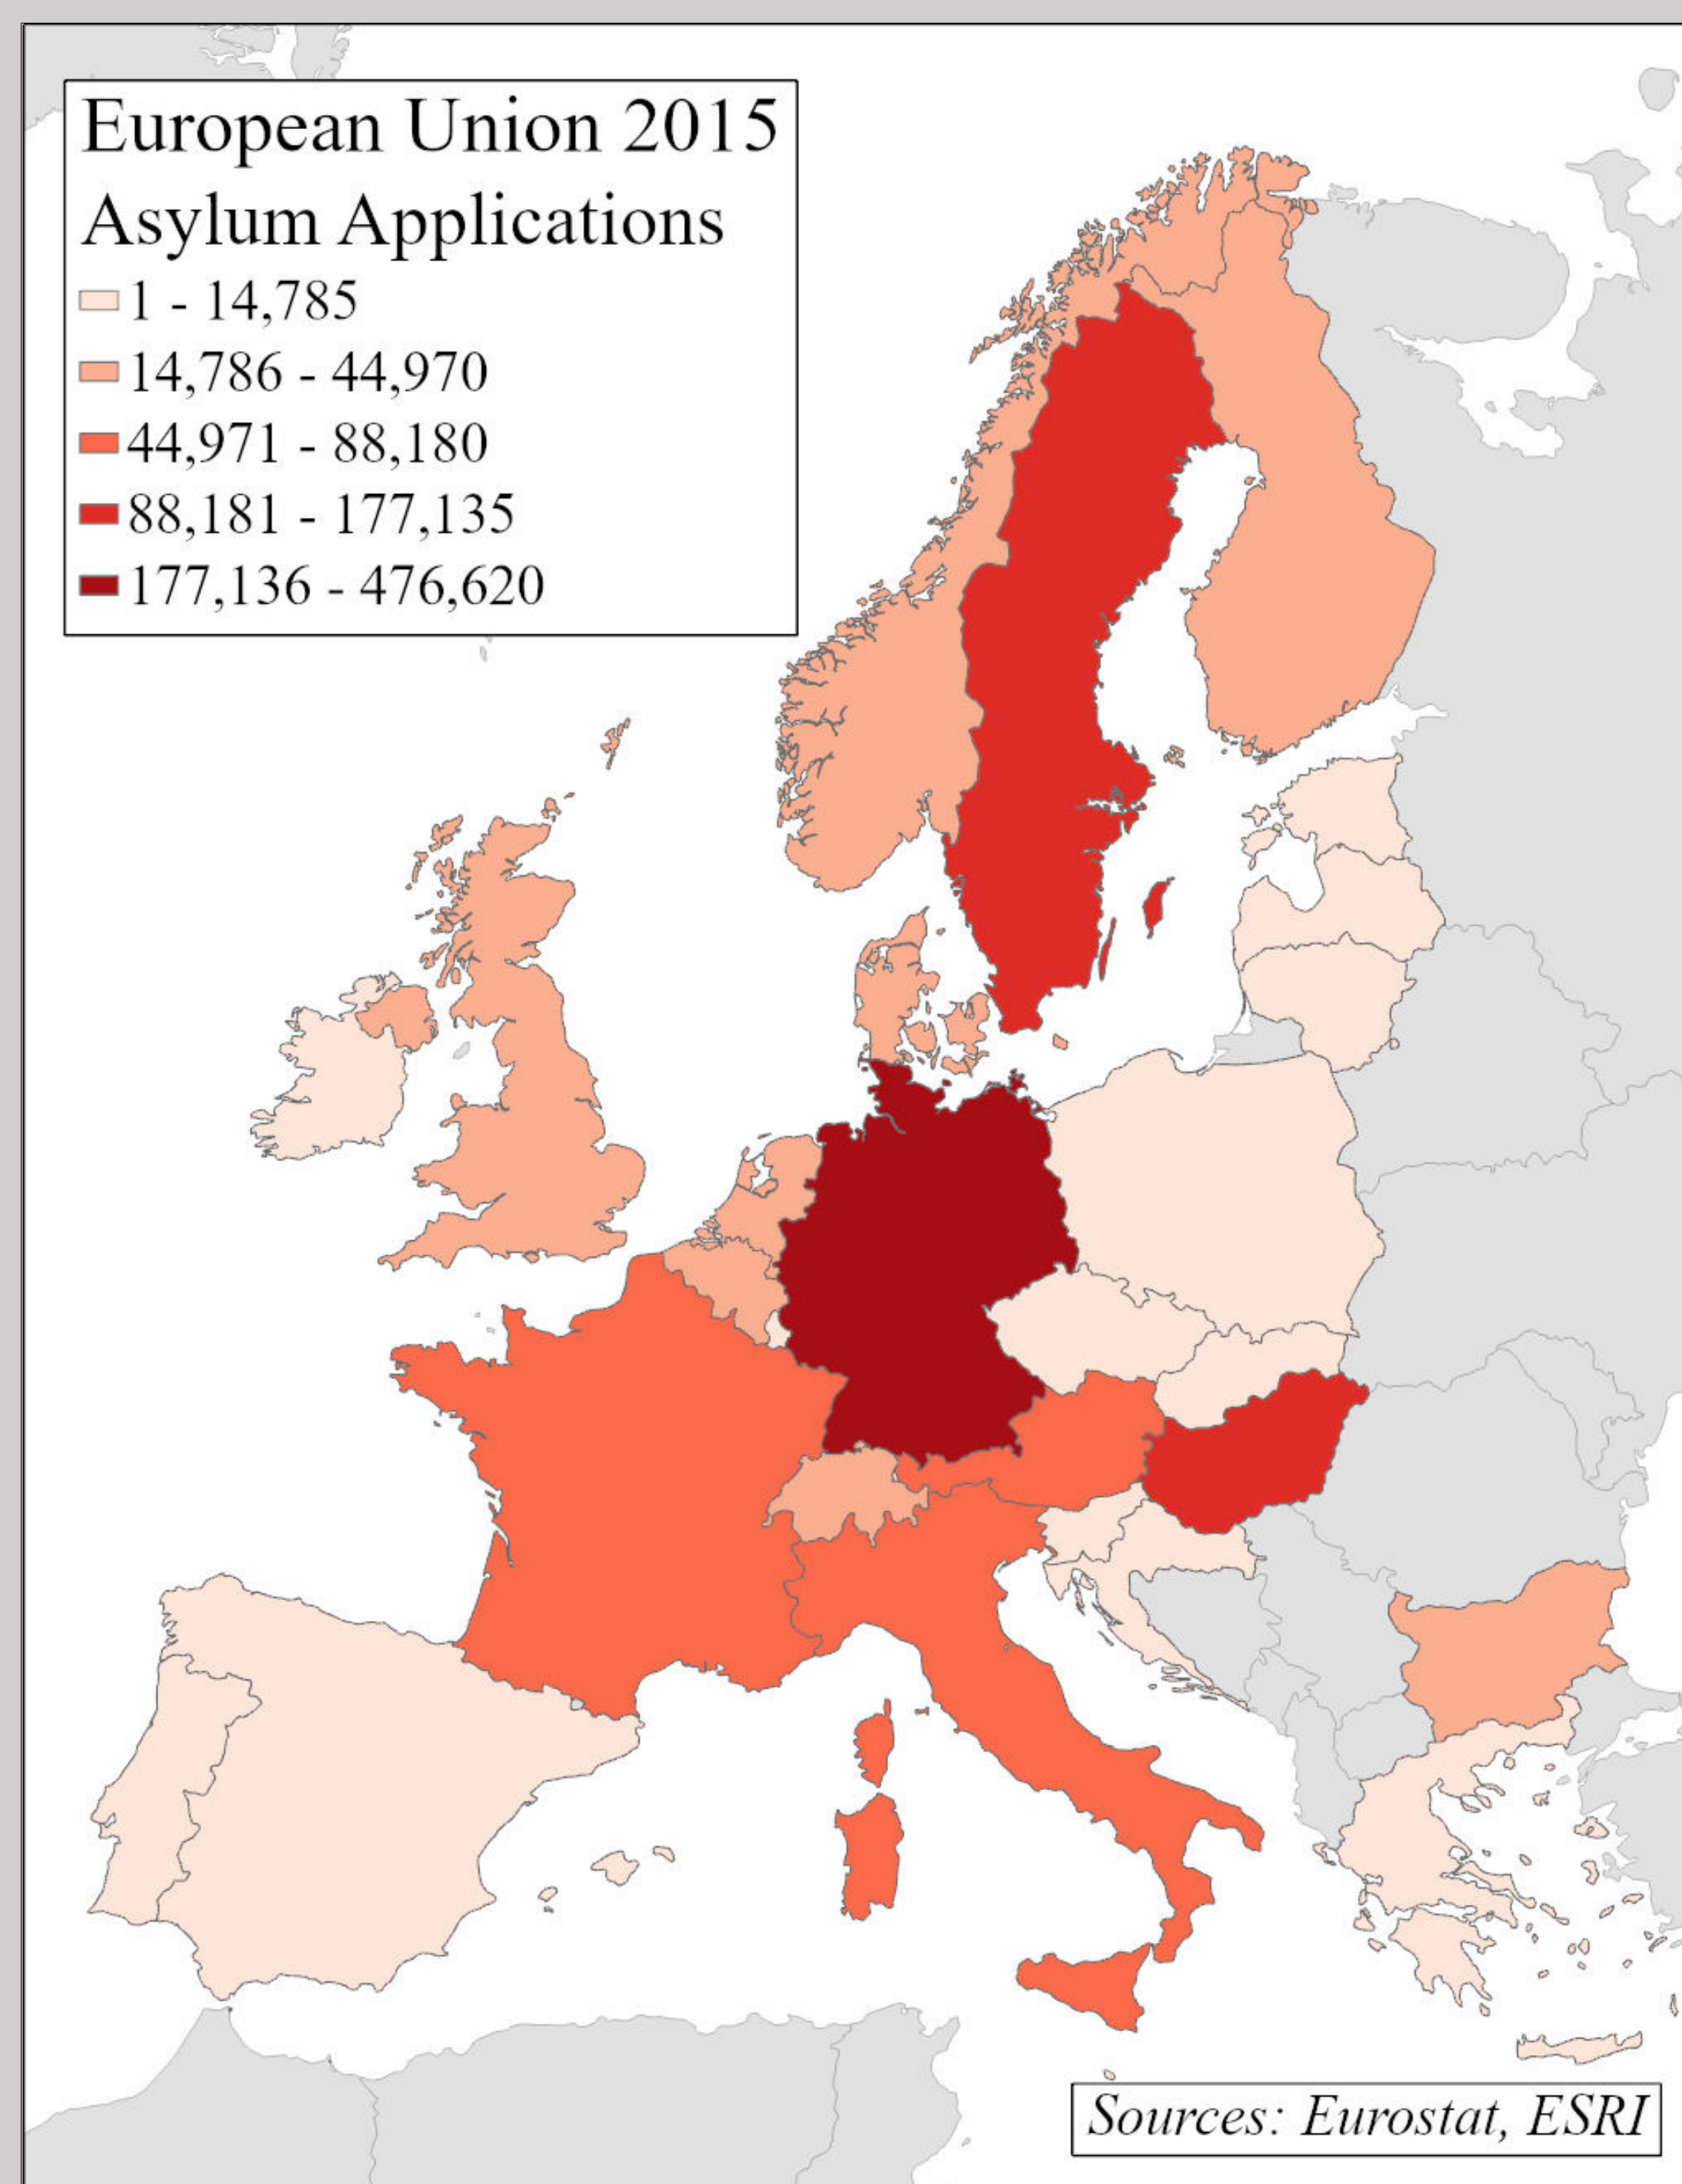 European Union 2015
Asylum Applications
1 - 14,785
14,786 - 44,970
44,971 - 88,180
88,181 - 177,135
177,136 - 476,620
Sources: Eurostat, ESRI